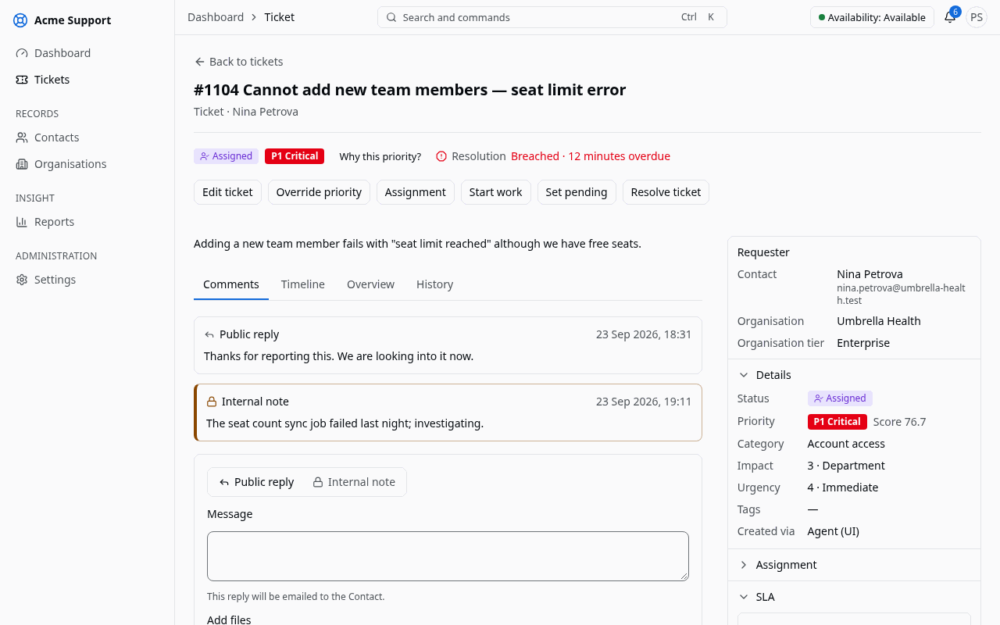 Acme Support
Dashboard
Tickets
RECORDS
Contacts
Organisations
INSIGHT
Reports
ADMINISTRATION
Settings
Dashboard > Ticket
Search and commands Ctrl K
Availability: Available
6
PS
Back to tickets
#1104 Cannot add new team members — seat limit error
Ticket · Nina Petrova
Assigned P1 Critical Why this priority? Resolution Breached · 12 minutes overdue
Edit ticket Override priority Assignment Start work Set pending Resolve ticket
Adding a new team member fails with "seat limit reached" although we have free seats.
Comments Timeline Overview History
Public reply 23 Sep 2026, 18:31
Thanks for reporting this. We are looking into it now.
Internal note 23 Sep 2026, 19:11
The seat count sync job failed last night; investigating.
Public reply Internal note
Message
This reply will be emailed to the Contact.
Add files
Requester
Contact Nina Petrova
nina.petrova@umbrella-healt
h.test
Organisation Umbrella Health
Organisation tier Enterprise
Details
Status Assigned
Priority P1 Critical Score 76.7
Category Account access
Impact 3 · Department
Urgency 4 · Immediate
Tags —
Created via Agent (UI)
Assignment
SLA